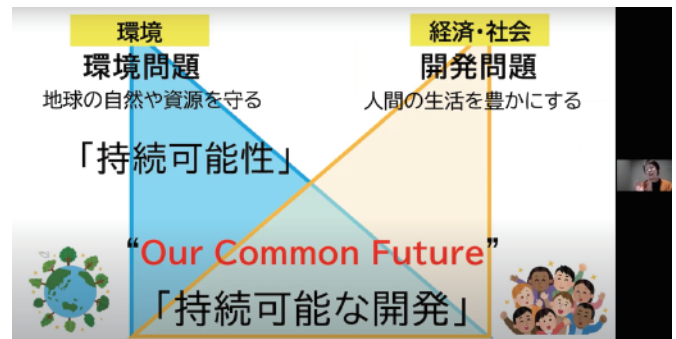 環境
環境問題
地球の自然や資源を守る
経済・社会
開発問題
人間の生活を豊かにする
「持続可能性」
“Our Common Future”
「持続可能な開発」